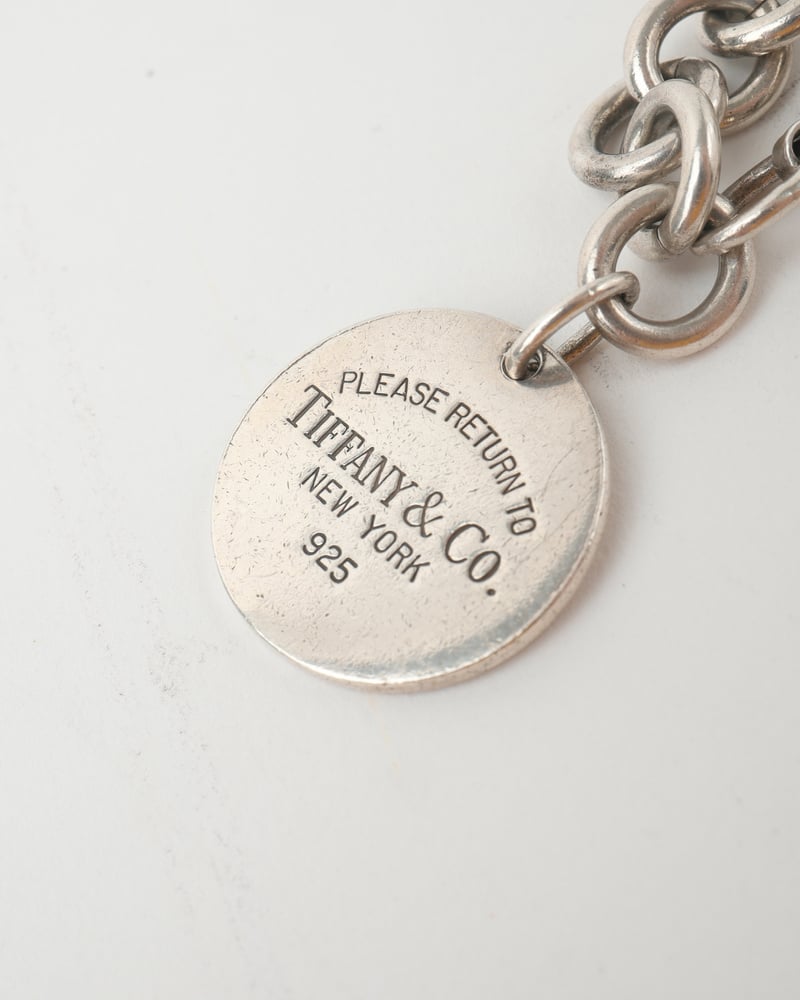 PLEASE RETURN TO
TIFFANY & CO.
NEW YORK
925